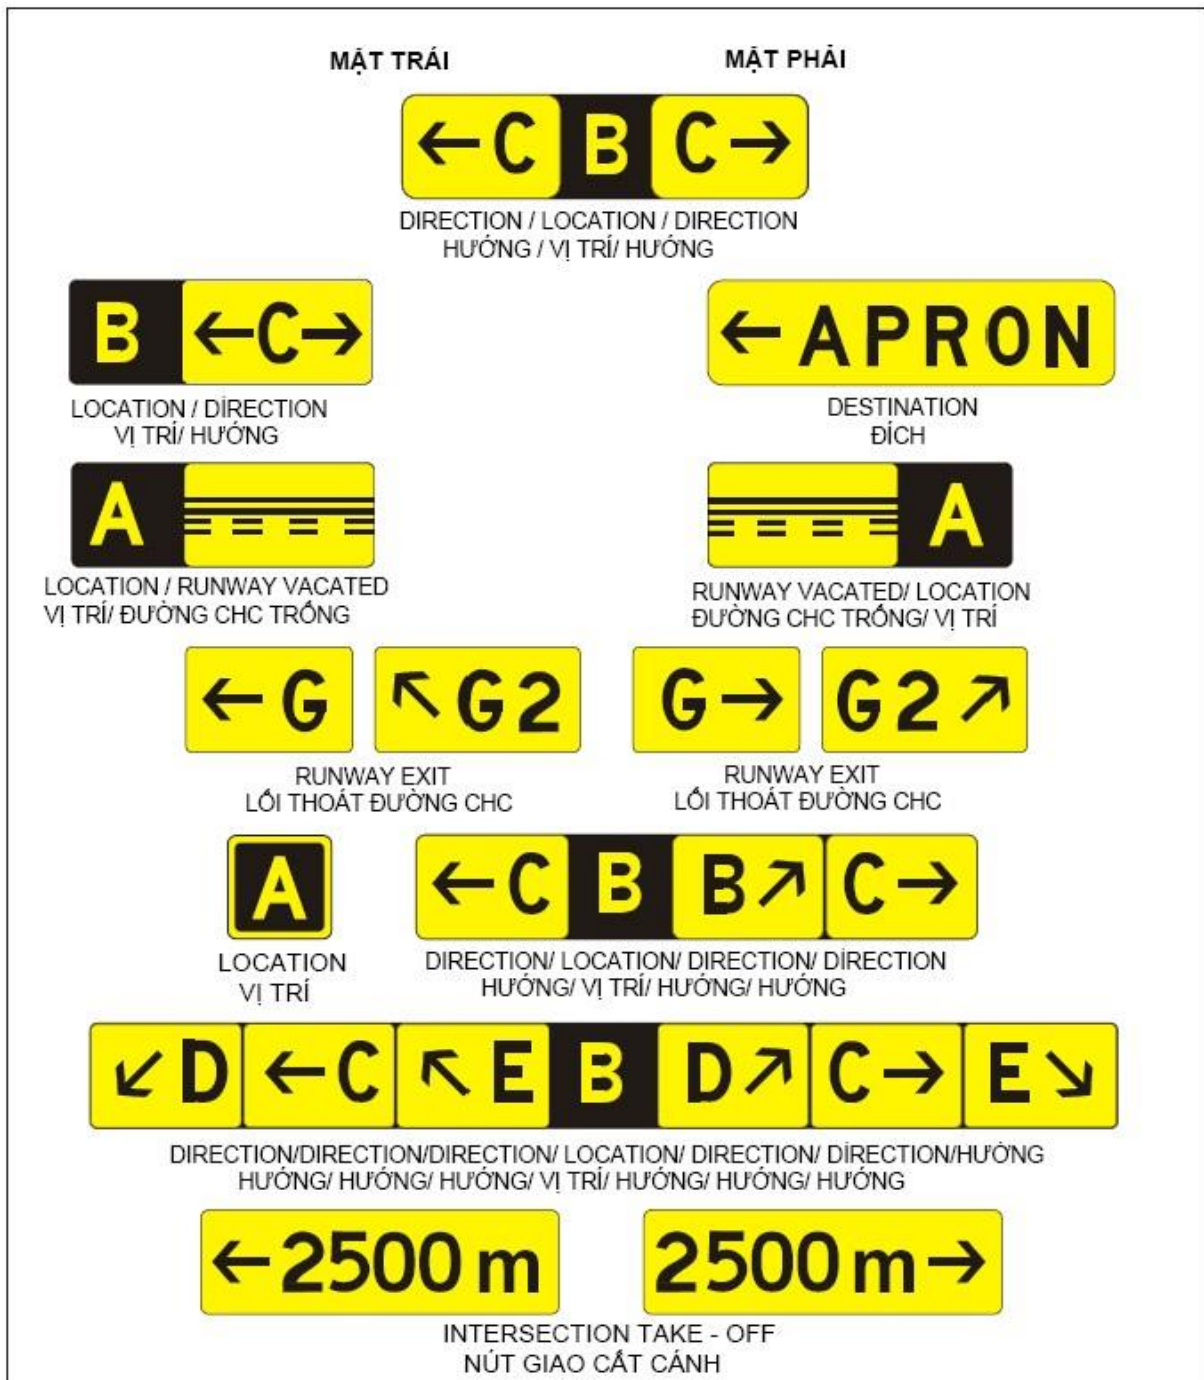 MẶT TRÁI MẶT PHẢI
←C B C→
DIRECTION / LOCATION / DIRECTION
HƯỚNG / VỊ TRÍ/ HƯỚNG
B ←C→
←APRON
LOCATION / DIRECTION
VỊ TRÍ/ HƯỚNG
DESTINATION
ĐÍCH
A
A
LOCATION / RUNWAY VACATED
VỊ TRÍ/ ĐƯỜNG CHC TRỐNG
RUNWAY VACATED/ LOCATION
ĐƯỜNG CHC TRỐNG/ VỊ TRÍ
←G ↖G2 G→ G2↗
RUNWAY EXIT
LỐI THOÁT ĐƯỜNG CHC
RUNWAY EXIT
LỐI THOÁT ĐƯỜNG CHC
A
←C B B↗ C→
LOCATION
VỊ TRÍ
DIRECTION/ LOCATION/ DIRECTION/ DIRECTION
HƯỚNG/ VỊ TRÍ/ HƯỚNG/ HƯỚNG
↙D ←C ↖E B D↗ C→ E↘
DIRECTION/DIRECTION/DIRECTION/ LOCATION/ DIRECTION/ DIRECTION/HƯỚNG
HƯỚNG/ HƯỚNG/ HƯỚNG/ VỊ TRÍ/ HƯỚNG/ HƯỚNG/ HƯỚNG
←2500m 2500m→
INTERSECTION TAKE - OFF
NÚT GIAO CẮT CÁNH